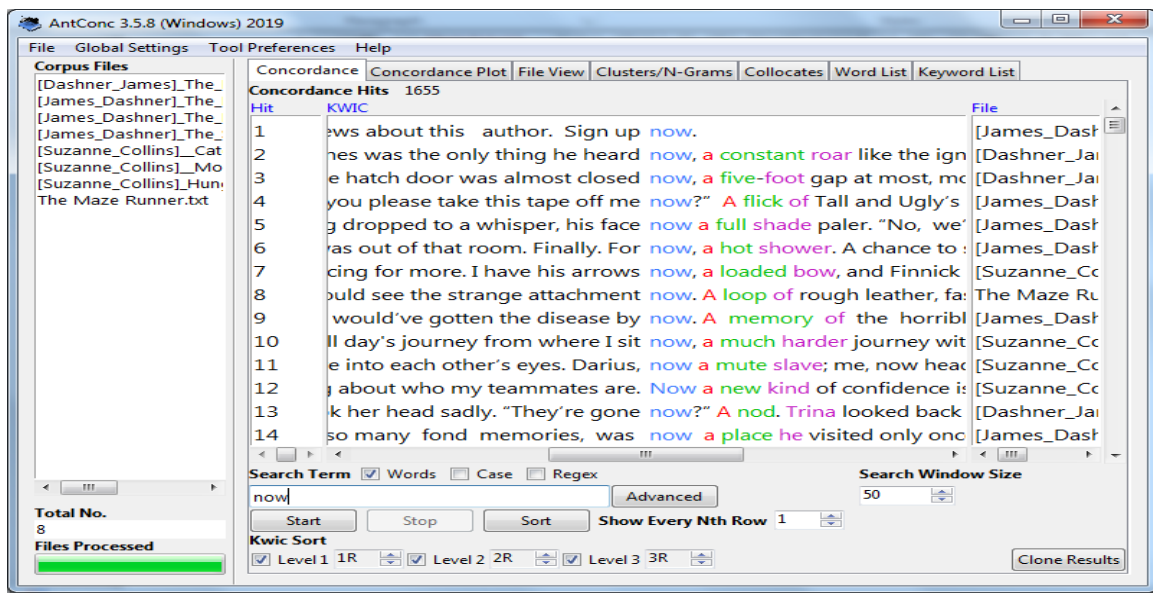 AntConc 3.5.8 (Windows) 2019
File Global Settings Tool Preferences Help
Corpus Files
[Dashner_James]_The_
[James_Dashner]_The_
[James_Dashner]_The_
[James_Dashner]_The_
[Suzanne_Collins]__Cat
[Suzanne_Collins]__Mo
[Suzanne_Collins]_Hun
The Maze Runner.txt
Total No.
8
Files Processed
Concordance Concordance Plot File View Clusters/N-Grams Collocates Word List Keyword List
Concordance Hits 1655
Hit KWIC File
1 ews about this author. Sign up now. [James_Dash
2 nes was the only thing he heard now, a constant roar like the ign [Dashner_Jar
3 e hatch door was almost closed now, a five-foot gap at most, mo [Dashner_Jar
4 you please take this tape off me now?" A flick of Tall and Ugly's [James_Dash
5 g dropped to a whisper, his face now a full shade paler. "No, we' [James_Dash
6 as out of that room. Finally. For now, a hot shower. A chance to [James_Dash
7 cing for more. I have his arrows now, a loaded bow, and Finnick [Suzanne_Co
8 ould see the strange attachment now. A loop of rough leather, fa The Maze Ru
9 would've gotten the disease by now. A memory of the horribl [James_Dash
10 ll day's journey from where I sit now, a much harder journey wit [Suzanne_Co
11 e into each other's eyes. Darius, now a mute slave; me, now head [Suzanne_Co
12 g about who my teammates are. Now a new kind of confidence i [Suzanne_Co
13 k her head sadly. "They're gone now?" A nod. Trina looked back [Dashner_Jar
14 so many fond memories, was now a place he visited only onc [James_Dash
Search Term Words Case Regex Search Window Size
now Advanced 50
Start Stop Sort Show Every Nth Row 1
Kwic Sort
Level 1 1R Level 2 2R Level 3 3R Clone Results